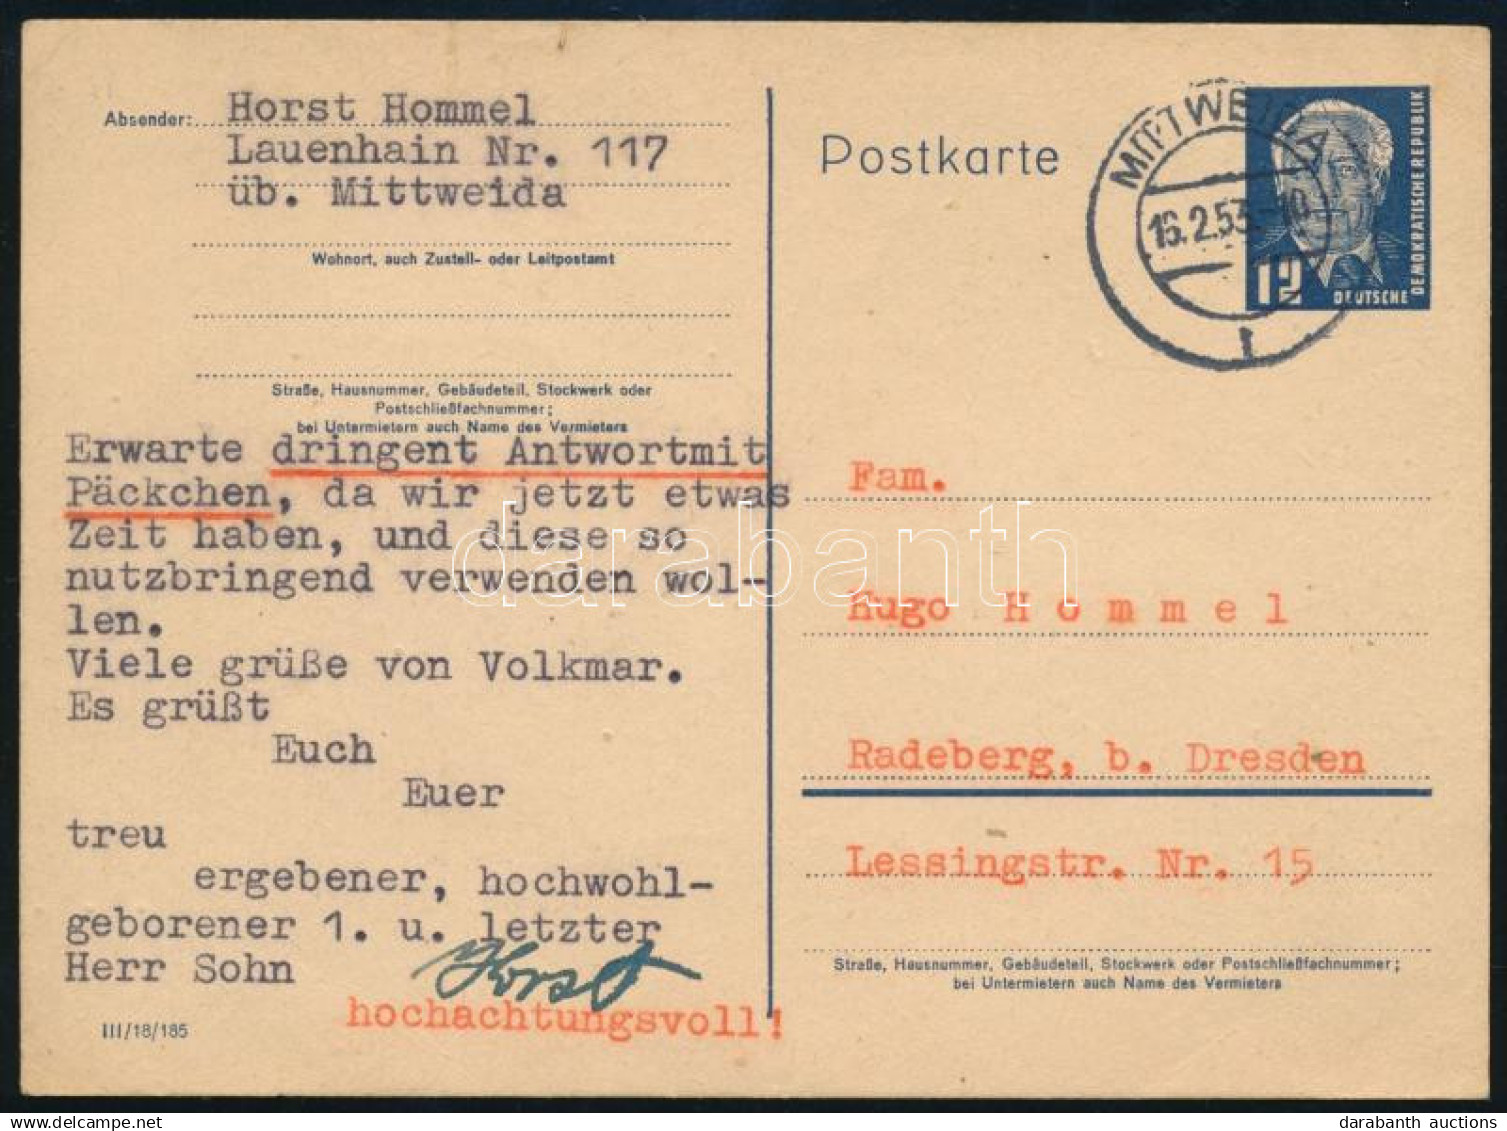 Absender: Horst Hommel
Lauenhain Nr. 117
üb. Mittweida
Wohnort, auch Zustell- oder Leitpostamt
Straße, Hausnummer, Gebäudeteil, Stockwerk oder
Postschließfachnummer;
bei Untermietern auch Name des Vermieters
Erwarte dringent Antwortmit
Päckchen, da wir jetzt etwas
Zeit haben, und diese so
nutzbringend verwenden wol-
len.
Viele grüße von Volkmar.
Es grüßt
Euch
Euer
treu
ergebener, hochwohl-
geborener 1. u. letzter
Herr Sohn Horst
hochachtungsvoll!
III/18/185
Postkarte
MITTWEIDA
16.2.53.-10
1
12
DEUTSCHE
DEMOKRATISCHE REPUBLIK
Fam.
Hugo Hommel
Radeberg, b. Dresden
Lessingstr. Nr. 15
Straße, Hausnummer, Gebäudeteil, Stockwerk oder Postschließfachnummer;
bei Untermietern auch Name des Vermieters
darabanth
darabanth auctions